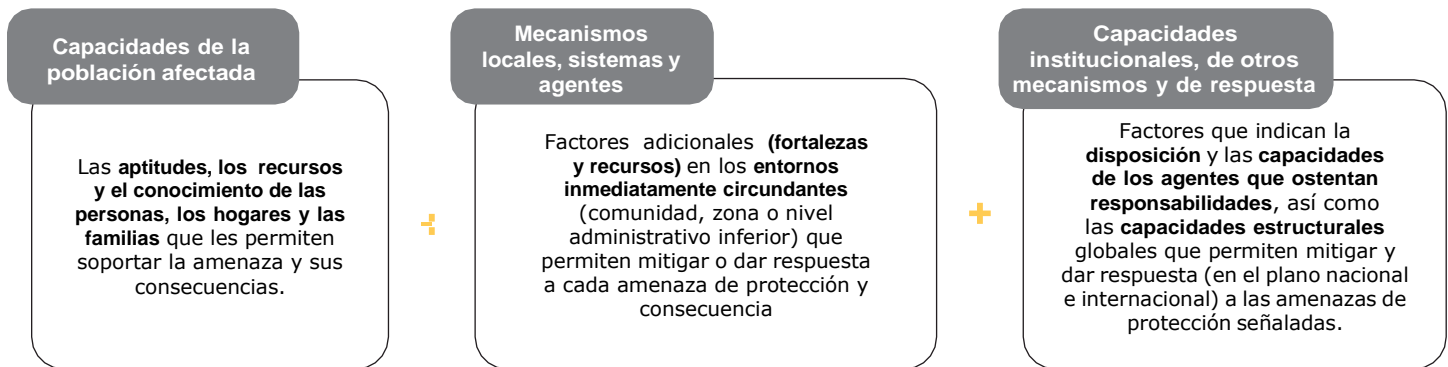 Capacidades de la
población afectada
Las aptitudes, los recursos
y el conocimiento de las
personas, los hogares y las
familias que les permiten
soportar la amenaza y sus
consecuencias.
Mecanismos
locales, sistemas y
agentes
Factores adicionales (fortalezas
y recursos) en los entornos
inmediatamente circundantes
(comunidad, zona o nivel
administrativo inferior) que
permiten mitigar o dar respuesta
a cada amenaza de protección y
consecuencia
+
Capacidades
institucionales, de otros
mecanismos y de respuesta
Factores que indican la
disposición y las capacidades
de los agentes que ostentan
responsabilidades, así como
las capacidades estructurales
globales que permiten mitigar y
dar respuesta (en el plano nacional
e internacional) a las amenazas de
protección señaladas.